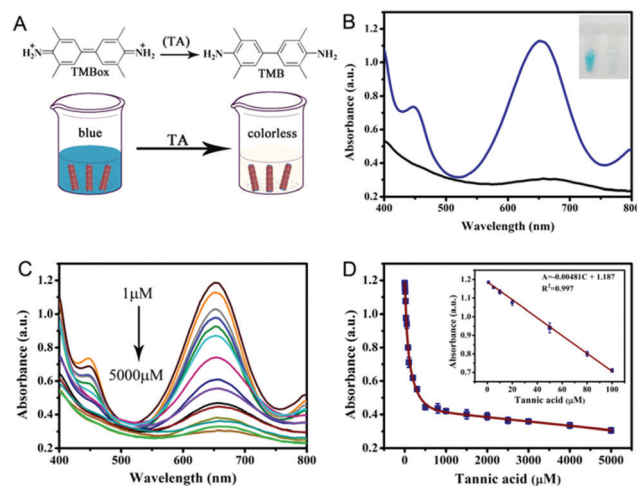 A
H₂N
NH₂
TMBox
(TA)
H₂N
NH₂
TMB
blue
TA
colorless
B
Absorbance (a.u.)
1.2
1.0
0.8
0.6
0.4
0.2
400
500
600
700
800
Wavelength (nm)
C
Absorbance (a.u.)
1.2
1.0
0.8
0.6
0.4
0.2
1μM
5000μM
400
500
600
700
800
Wavelength (nm)
D
Absorbance (a.u.)
1.2
1.0
0.8
0.6
0.4
0.2
0
1000
2000
3000
4000
5000
Tannic acid (μM)
Absorbance (a.u.)
1.2
1.1
1.0
0.9
0.8
0.7
A=-0.00481C + 1.187
R²=0.997
0
20
40
60
80
100
Tannic acid (μM)